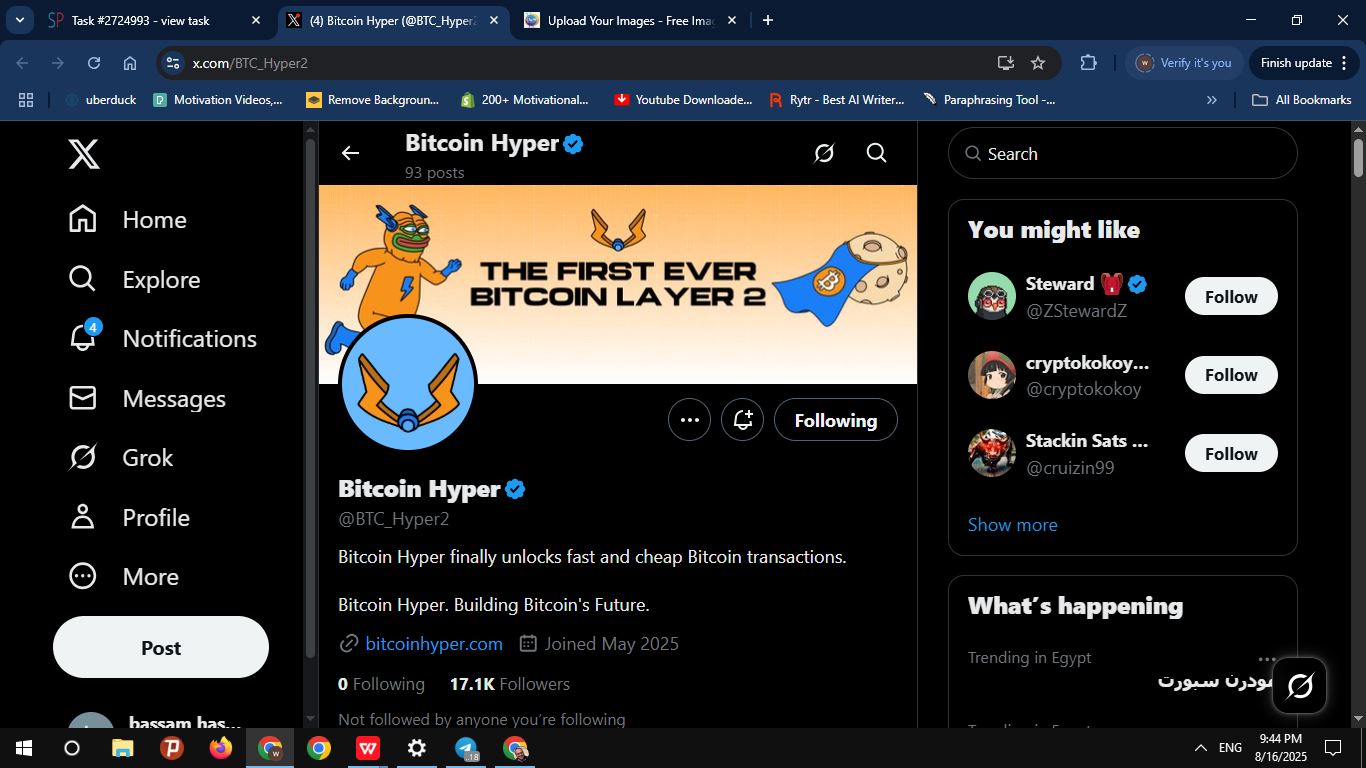 Task #2724993 - view task
(4) Bitcoin Hyper (@BTC_Hyper2
Upload Your Images - Free Imag
x.com/BTC_Hyper2
Verify it's you
Finish update
uberduck
Motivation Videos,...
Remove Backgroun...
200+ Motivational...
Youtube Downloade...
Rytr - Best AI Writer...
Paraphrasing Tool -...
All Bookmarks
Home
Explore
4
Notifications
Messages
Grok
Profile
More
Post
bassam has...
Bitcoin Hyper
93 posts
THE FIRST EVER
BITCOIN LAYER 2
Following
Bitcoin Hyper
@BTC_Hyper2
Bitcoin Hyper finally unlocks fast and cheap Bitcoin transactions.
Bitcoin Hyper. Building Bitcoin's Future.
bitcoinhyper.com
Joined May 2025
0 Following 17.1K Followers
Not followed by anyone you're following
Search
You might like
Steward
@ZStewardZ
Follow
cryptokokoy...
@cryptokokoy
Follow
Stackin Sats ...
@cruizin99
Follow
Show more
What's happening
Trending in Egypt
مودرن سبورت
Trending in Egypt
ENG
9:44 PM
8/16/2025